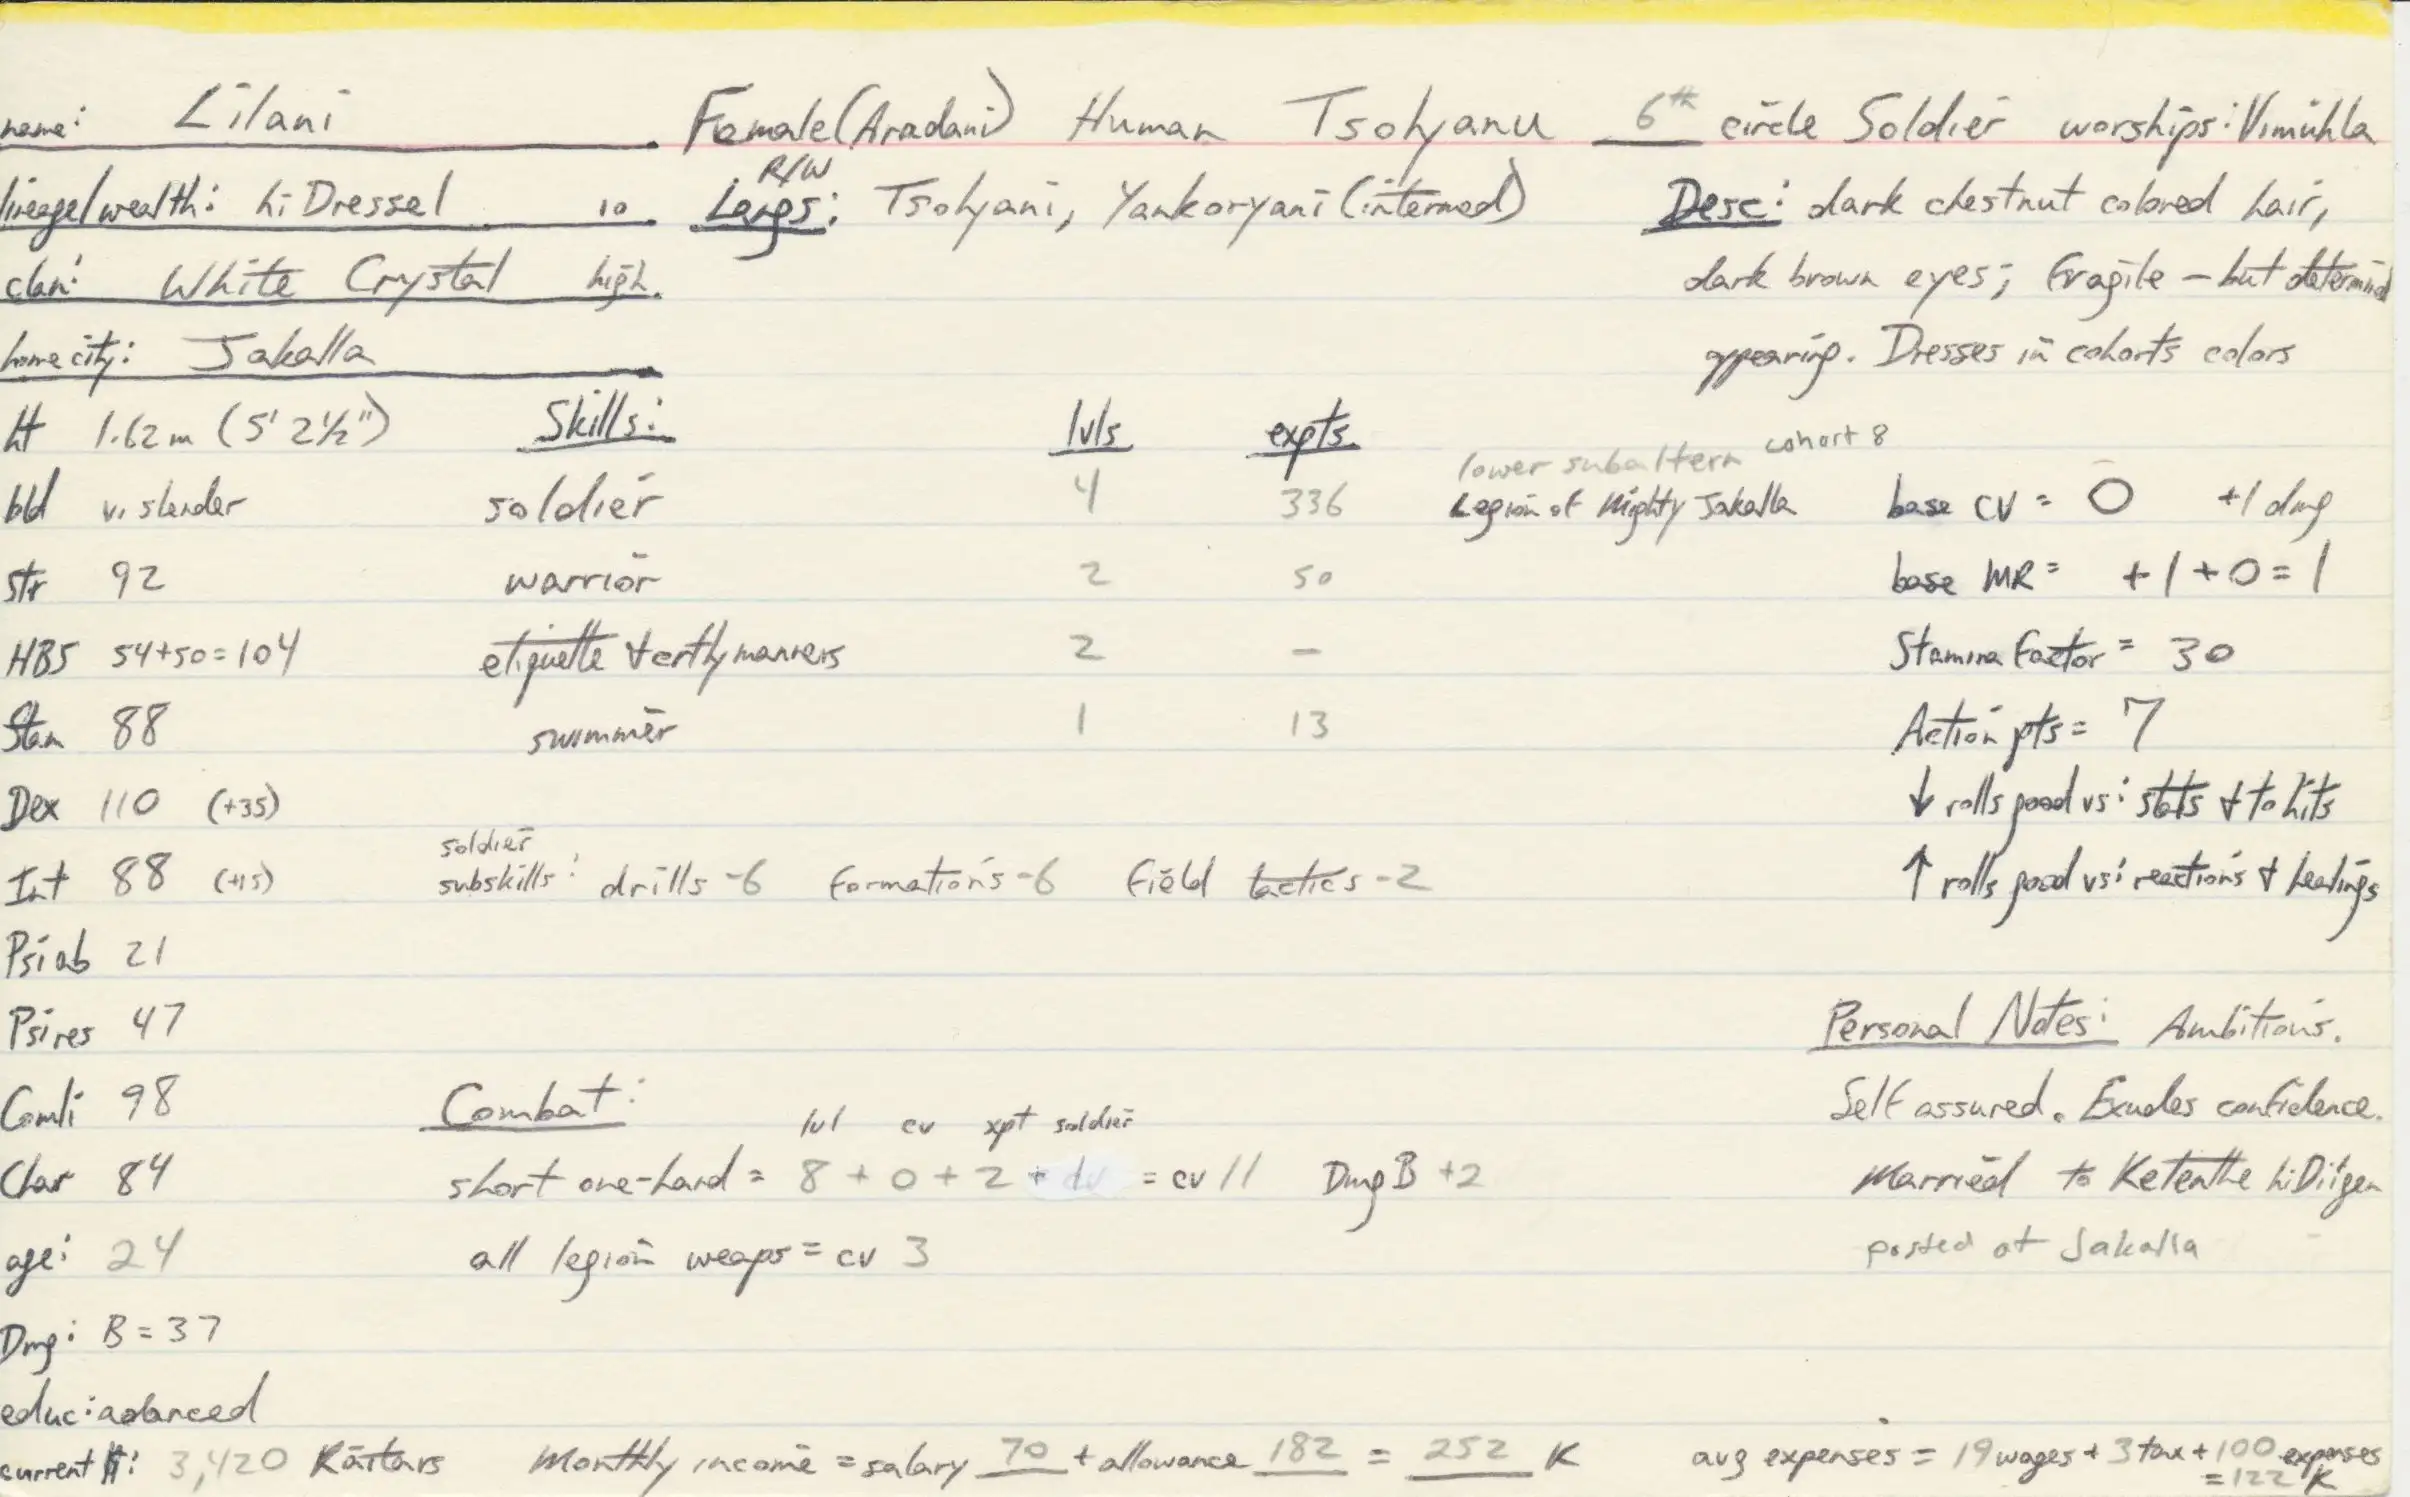 name: Lilani Female (Aradani) Human Tsolyanu 6th circle Soldier worships: Vimuhla
lineage/wealth: hiDressel 10 R/W Langs: Tsolyani, Yankoryani (intermed) Desc: dark chestnut colored hair,
clan: White Crystal high. dark brown eyes; Fragile - but determined
home city: Jakalla appearing. Dresses in cohorts colors
ht 1.62m (5' 2½") Skills: lvls expts
lower subaltern cohort 8
bld v. slender soldier 4 336 Legion of Mighty Jakalla base CV = 0 +1 dmg
str 92 warrior 2 50 base MR = +1+0=1
HBS 54+50=104 etiquette 2 - Stamina Factor = 30
Stam 88 swimmer 1 13 Action pts = 7
Dex 110 (+35) ↓ rolls good vs: stats & to hits
Int 88 (+15) soldier subskills: drills -6 formations -6 field tactics -2 ↑ rolls good vs: reactions & healings
Psi ab 21
Psi res 47 Personal Notes: Ambitions.
Comli 98 Combat: Self assured. Exudes confidence.
lvl cv xpt soldier
Char 84 short one-hand = 8 + 0 + 2 + = cv 11 Dmg B +2 Married to Ketenthe hiDitgen
age: 24 all legion weaps = cv 3 posted at Jakalla
Dmg: B = 37
educ: advanced
current #: 3,420 Kaitars Monthly income = salary 70 + allowance 182 = 252 K avg expenses = 19 wages + 3 tax + 100 expenses
= 122 K